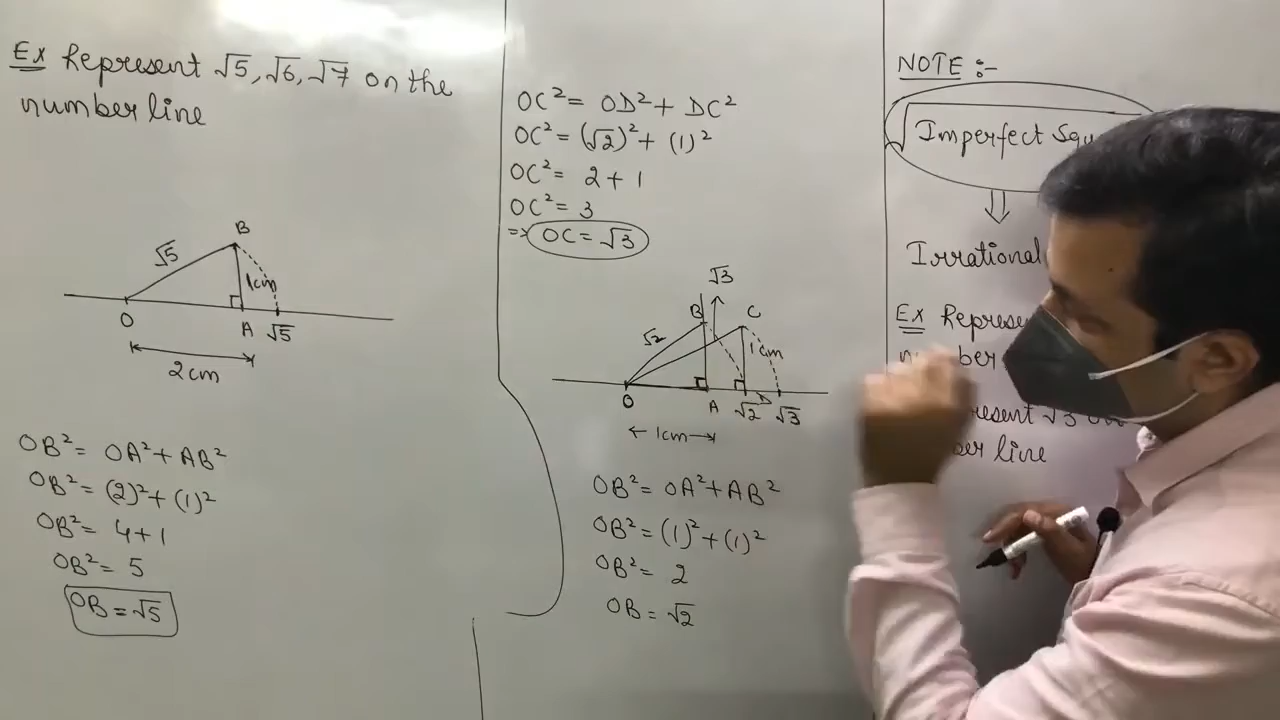 Ex Represent √5, √6, √7 on the
number line
B
√5
1cm
O
A
√5
2cm
OB² = OA² + AB²
OB² = (2)² + (1)²
OB² = 4 + 1
OB² = 5
OB = √5
OC² = OD² + DC²
OC² = (√2)² + (1)²
OC² = 2 + 1
OC² = 3
=> OC = √3
√3
B
C
√2
1cm
O
A
√2
D
√3
1cm
OB² = OA² + AB²
OB² = (1)² + (1)²
OB² = 2
OB = √2
NOTE :-
√Imperfect Squ
⇓
Irrational
Ex Represe
number
resent √3 on
ber line